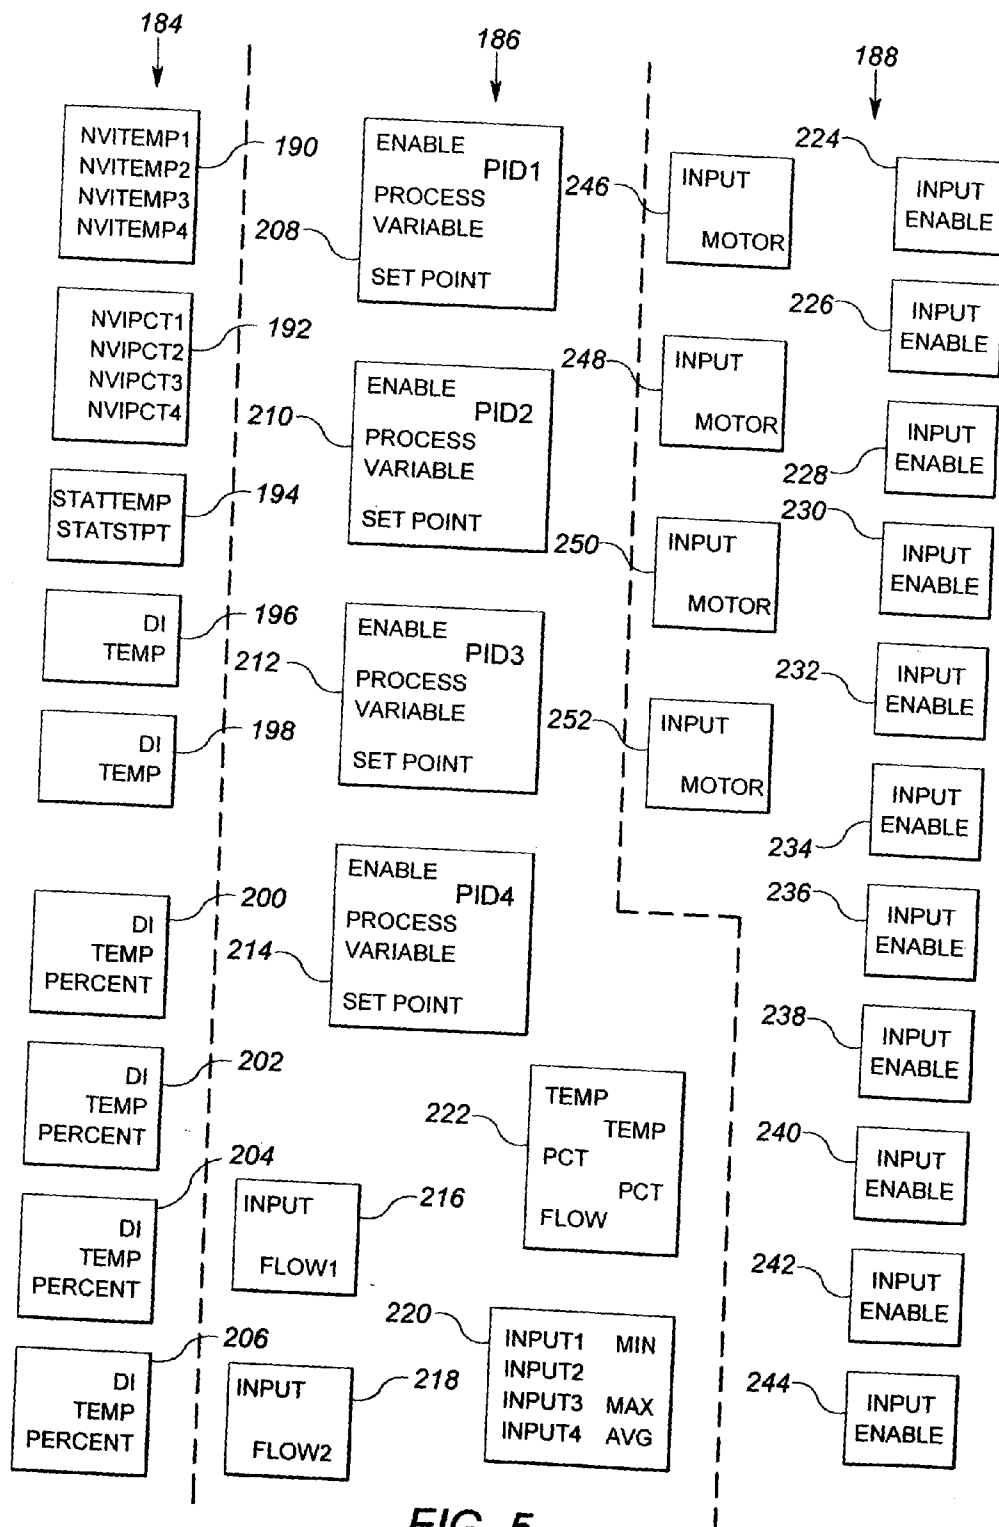 184
186
188
NVITEMP1
NVITEMP2
NVITEMP3
NVITEMP4
190
NVIPCT1
NVIPCT2
NVIPCT3
NVIPCT4
192
STATTEMP
STATSTPT
194
DI
TEMP
196
DI
TEMP
198
DI
TEMP
PERCENT
200
DI
TEMP
PERCENT
202
DI
TEMP
PERCENT
204
DI
TEMP
PERCENT
206
ENABLE
PID1
PROCESS
VARIABLE
SET POINT
208
ENABLE
PID2
PROCESS
VARIABLE
SET POINT
210
ENABLE
PID3
PROCESS
VARIABLE
SET POINT
212
ENABLE
PID4
PROCESS
VARIABLE
SET POINT
214
TEMP
TEMP
PCT
PCT
FLOW
222
INPUT
FLOW1
216
INPUT1 MIN
INPUT2
INPUT3 MAX
INPUT4 AVG
220
INPUT
FLOW2
218
INPUT
MOTOR
246
INPUT
MOTOR
248
INPUT
MOTOR
250
INPUT
MOTOR
252
224
INPUT
ENABLE
226
INPUT
ENABLE
228
INPUT
ENABLE
230
INPUT
ENABLE
232
INPUT
ENABLE
234
INPUT
ENABLE
236
INPUT
ENABLE
238
INPUT
ENABLE
240
INPUT
ENABLE
242
INPUT
ENABLE
244
INPUT
ENABLE
FIG. 5